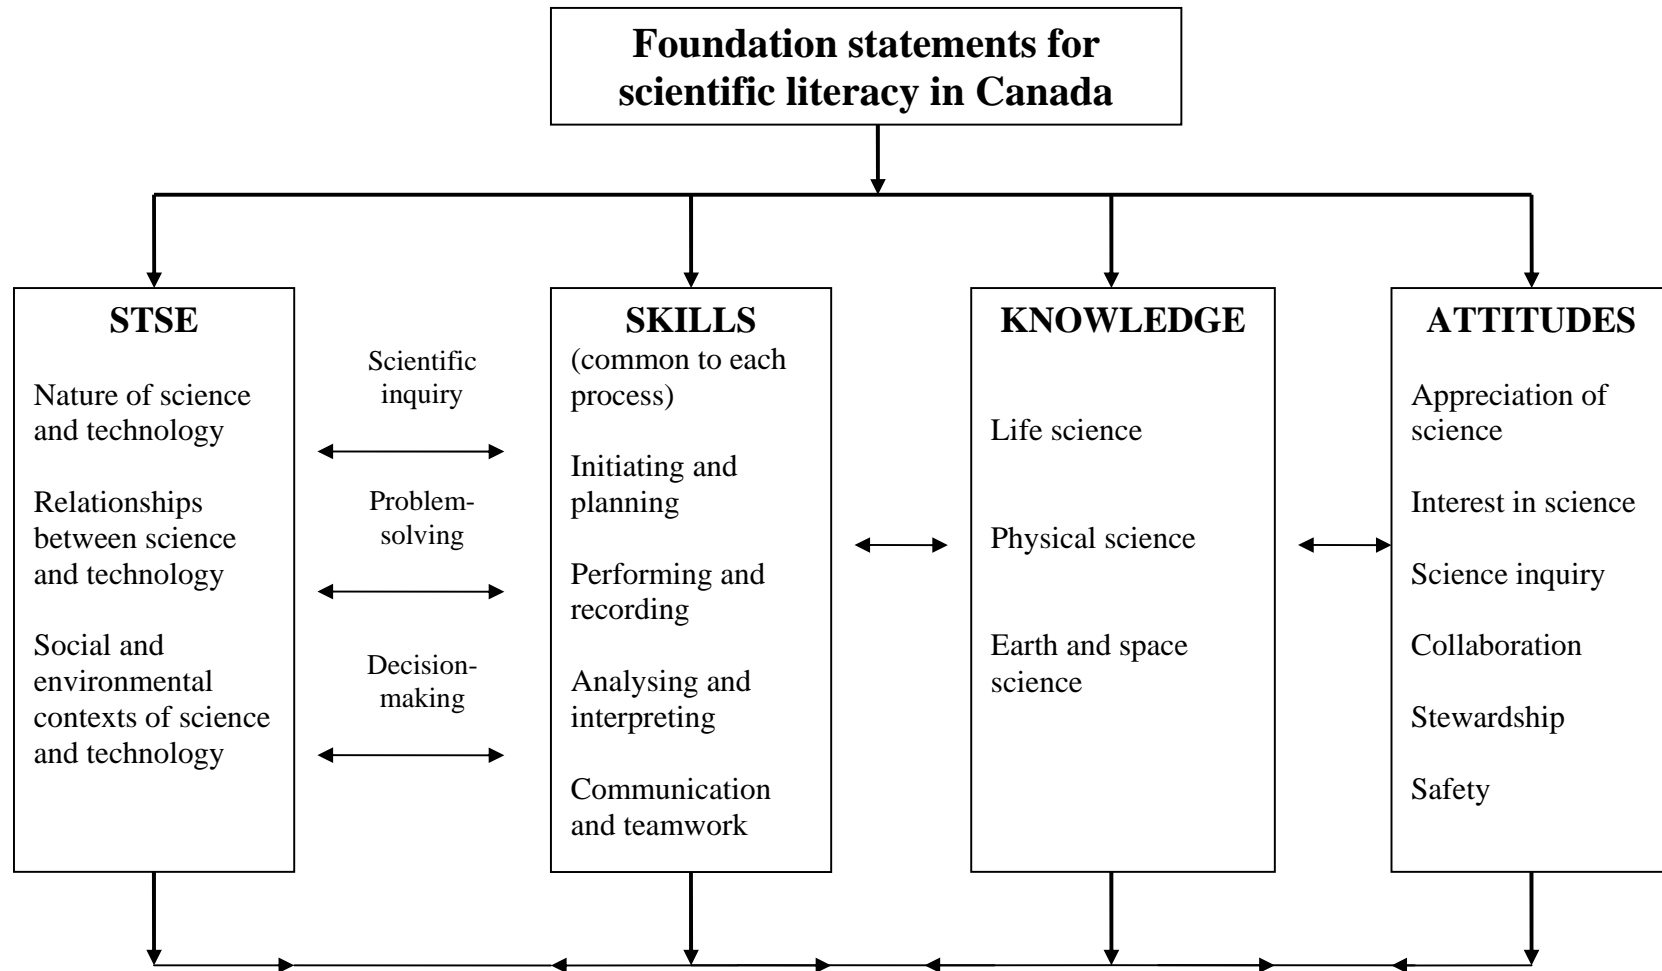 Foundation statements for
scientific literacy in Canada
STSE
Nature of science
and technology
Relationships
between science
and technology
Social and
environmental
contexts of science
and technology
Scientific
inquiry
Problem-
solving
Decision-
making
SKILLS
(common to each
process)
Initiating and
planning
Performing and
recording
Analysing and
interpreting
Communication
and teamwork
KNOWLEDGE
Life science
Physical science
Earth and space
science
ATTITUDES
Appreciation of
science
Interest in science
Science inquiry
Collaboration
Stewardship
Safety